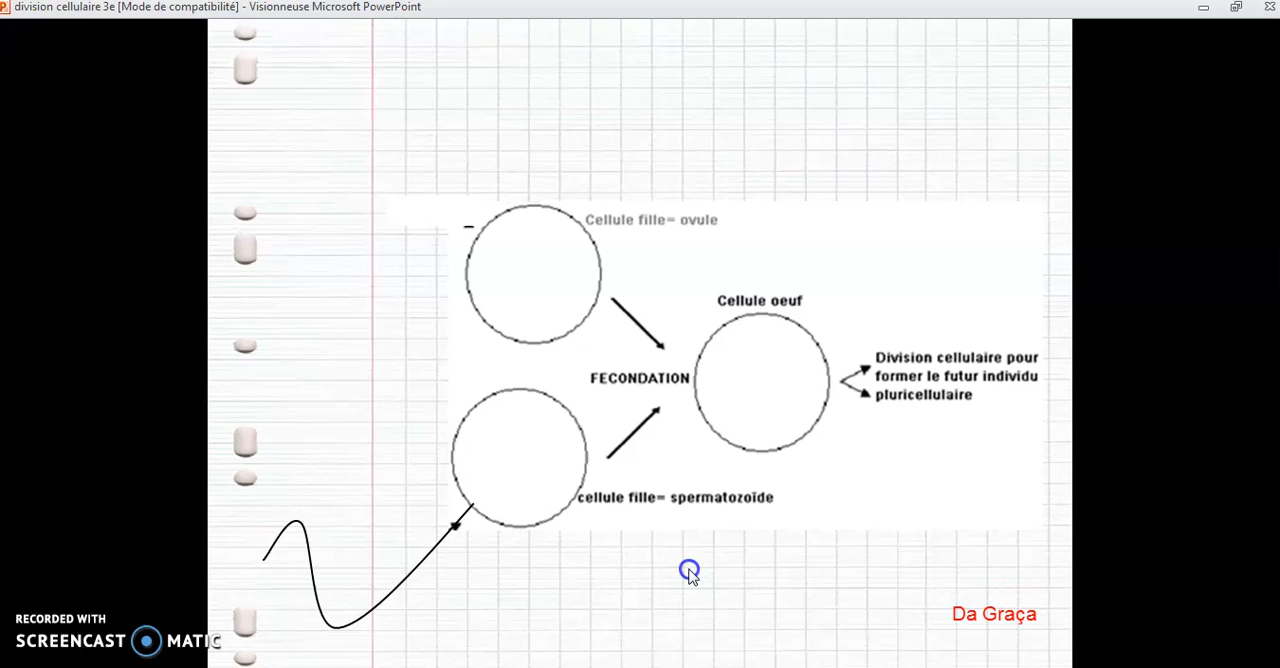 division cellulaire 3e [Mode de compatibilité] - Visionneuse Microsoft PowerPoint
Cellule fille= ovule
Cellule oeuf
FECONDATION
Division cellulaire pour
former le futur individu
pluricellulaire
cellule fille= spermatozoïde
Da Graça
RECORDED WITH
SCREENCAST MATIC